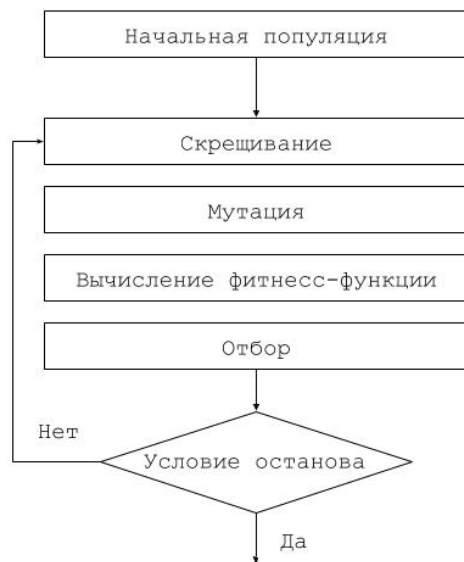 Начальная популяция
Скрещивание
Мутация
Вычисление фитнесс-функции
Отбор
Нет
Условие останова
Да